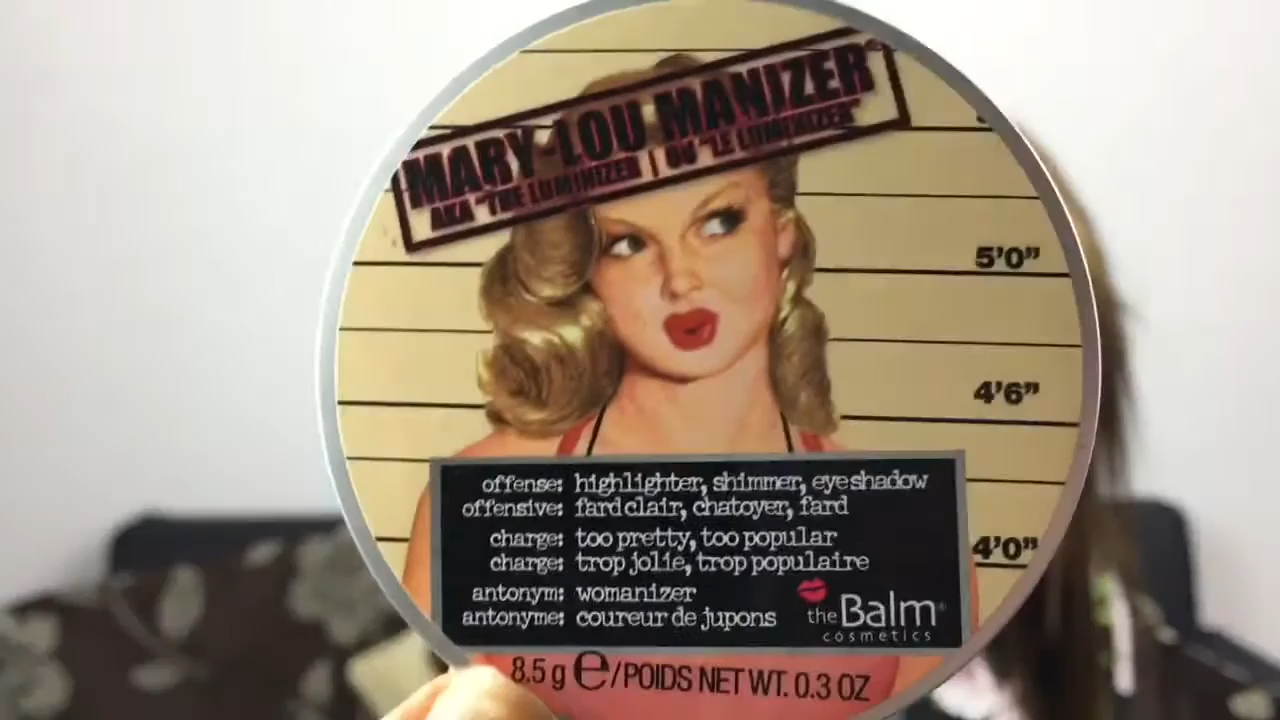 MARY-LOU MANIZER®
AKA "THE LUMINIZER" | OU "LE LUMINIZER"
5'0”
4'6”
4'0”
offense: highlighter, shimmer, eyeshadow
offensive: fard clair, chatoyer, fard
charge: too pretty, too popular
charge: trop jolie, trop populaire
antonym: womanizer
antonyme: coureur de jupons
theBalm®
cosmetics
8.5 g ℮/POIDS NET WT. 0.3 OZ